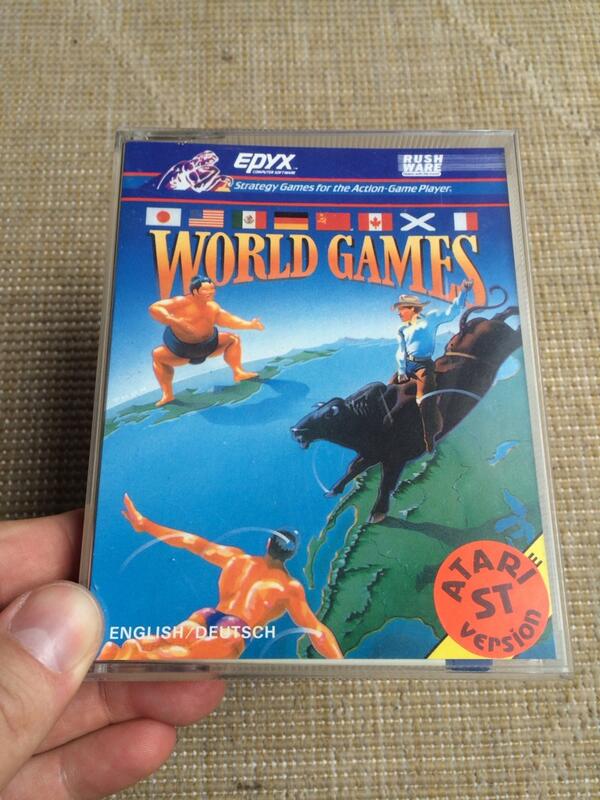 EPYX
COMPUTER SOFTWARE
RUSH
WARE
Strategy Games for the Action-Game Player.
WORLD GAMES
ENGLISH/DEUTSCH
ATARI
ST
version